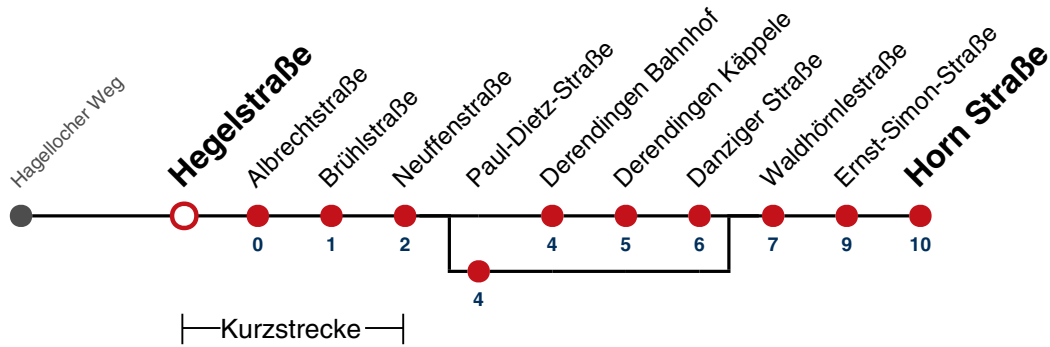 Hagellocher Weg
Hegelstraße
Albrechtstraße
Brühlstraße
Neuffenstraße
Paul-Dietz-Straße
Derendingen Bahnhof
Derendingen Käppele
Danziger Straße
Waldhörnlestraße
Ernst-Simon-Straße
Horn Straße
0 1 2 4 5 6 7 9 10
4
Kurzstrecke